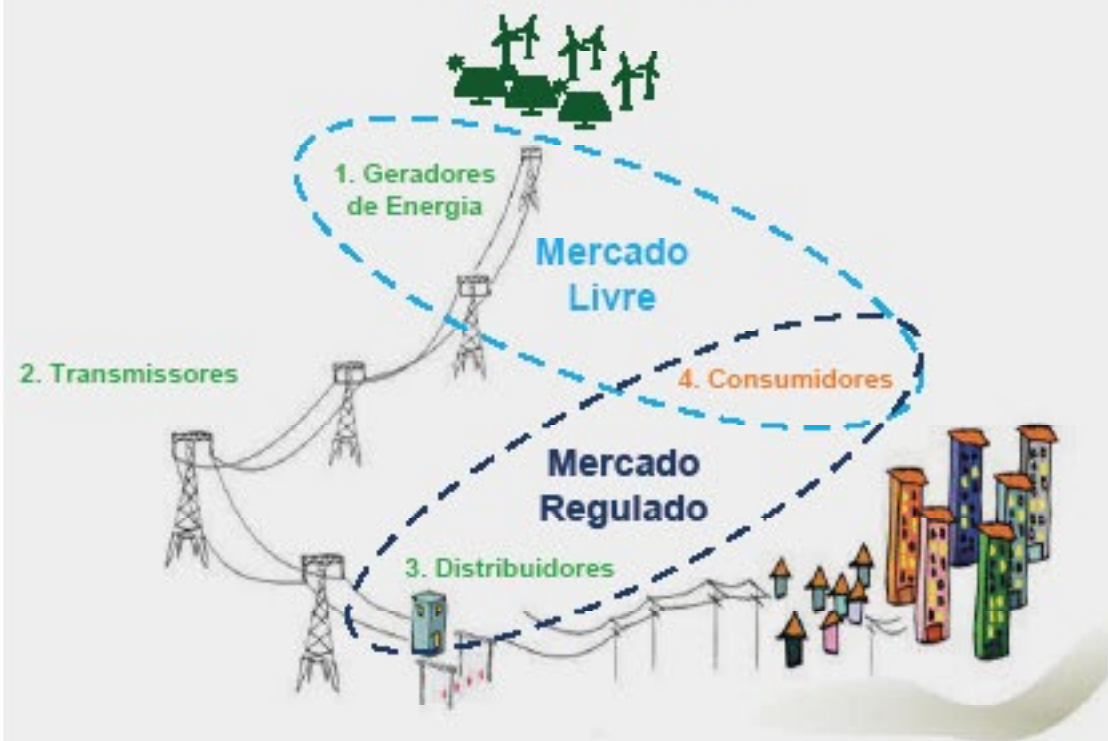 1. Geradores
de Energia
Mercado
Livre
2. Transmissores
4. Consumidores
Mercado
Regulado
3. Distribuidores